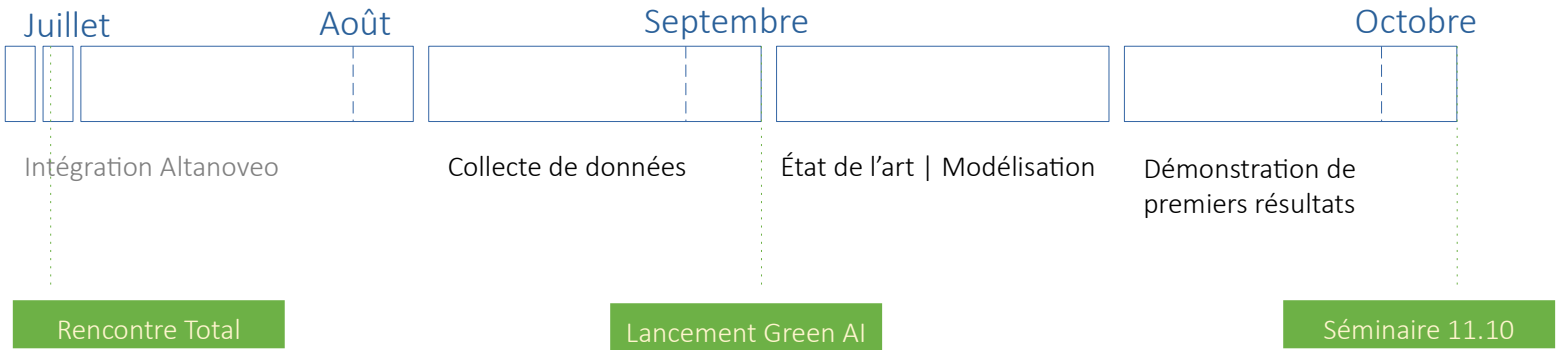 Juillet
Août
Septembre
Octobre
Intégration Altanoveo
Collecte de données
État de l’art | Modélisation
Démonstration de
premiers résultats
Rencontre Total
Lancement Green AI
Séminaire 11.10